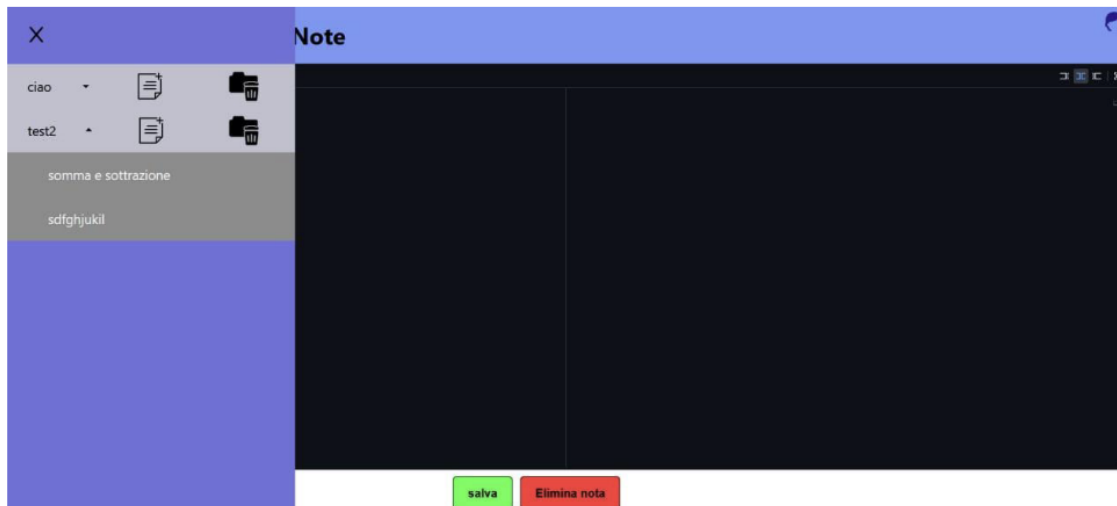 Note
ciao
test2
somma e sottrazione
sdfghjukil
salva
Elimina nota